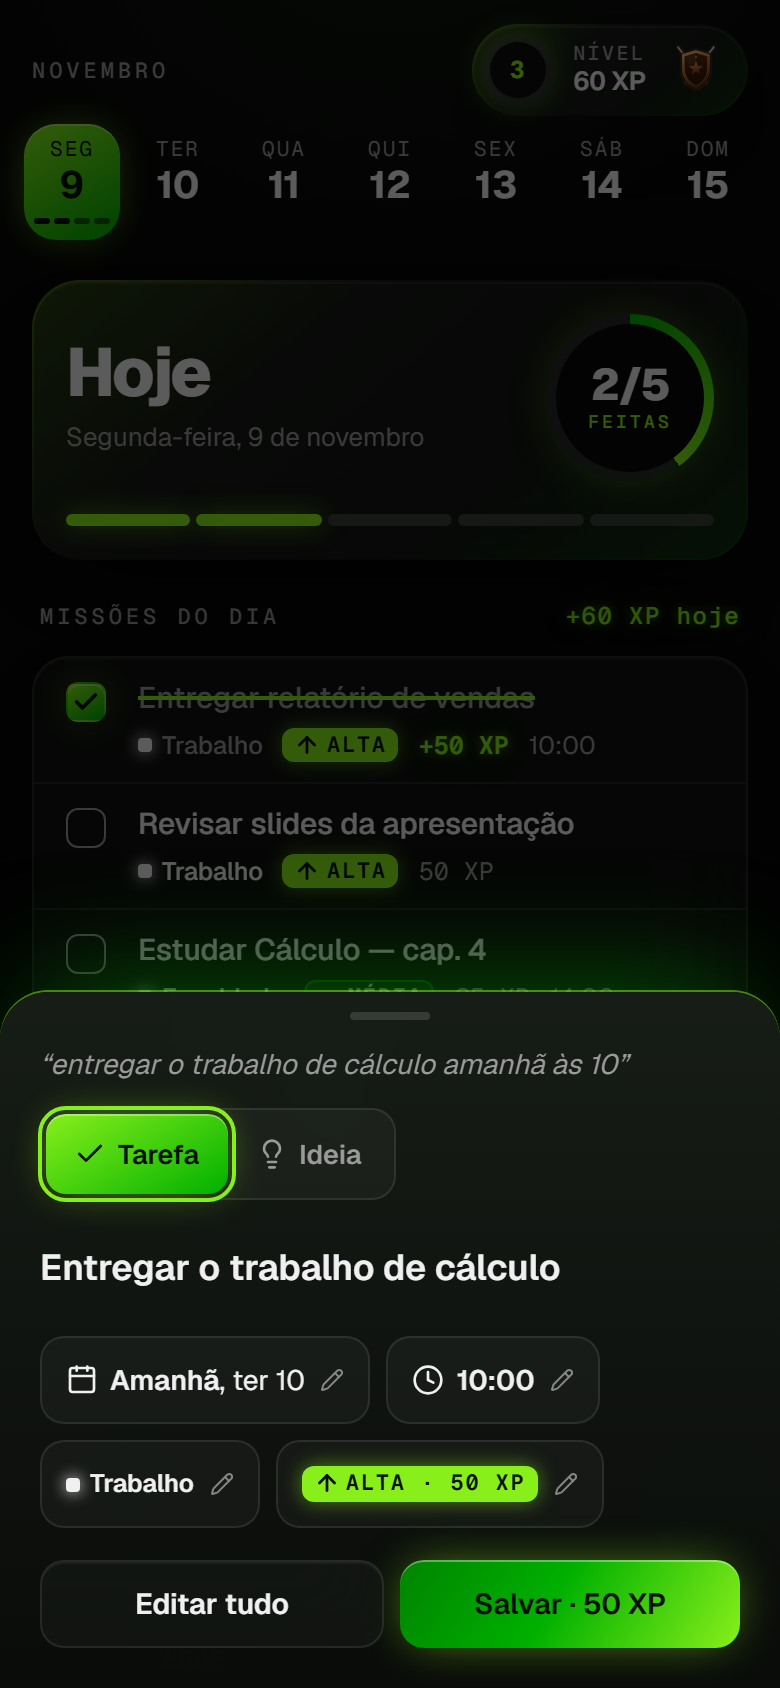 NOVEMBRO
3
NÍVEL
60 XP
SEG TER QUA QUI SEX SÁB DOM
9 10 11 12 13 14 15
Hoje
Segunda-feira, 9 de novembro
2/5
FEITAS
MISSÕES DO DIA
+60 XP hoje
Entregar relatório de vendas
Trabalho ↑ ALTA +50 XP 10:00
Revisar slides da apresentação
Trabalho ↑ ALTA 50 XP
Estudar Cálculo — cap. 4
“entregar o trabalho de cálculo amanhã às 10”
Tarefa Ideia
Entregar o trabalho de cálculo
Amanhã, ter 10 10:00
Trabalho ↑ ALTA · 50 XP
Editar tudo Salvar · 50 XP